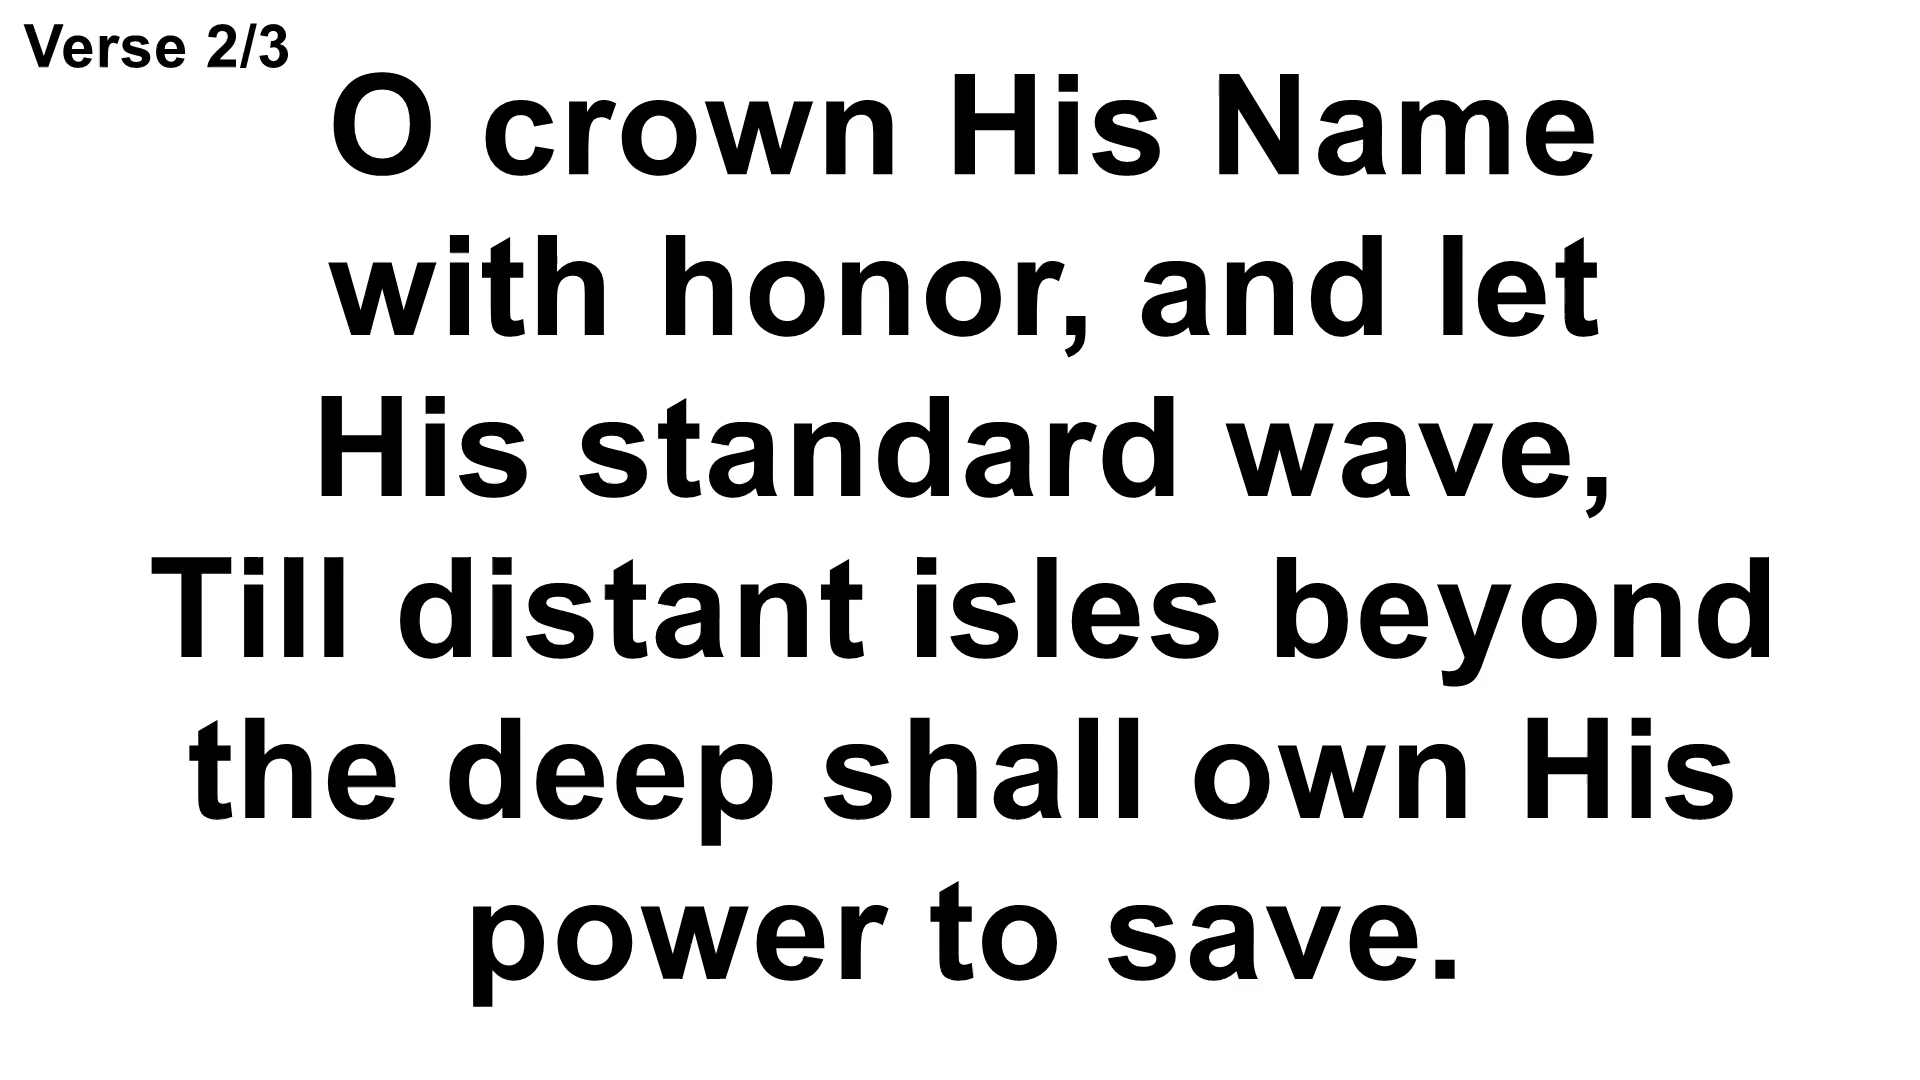 Verse 2/3
O crown His Name
with honor, and let
His standard wave,
Till distant isles beyond
the deep shall own His
power to save.